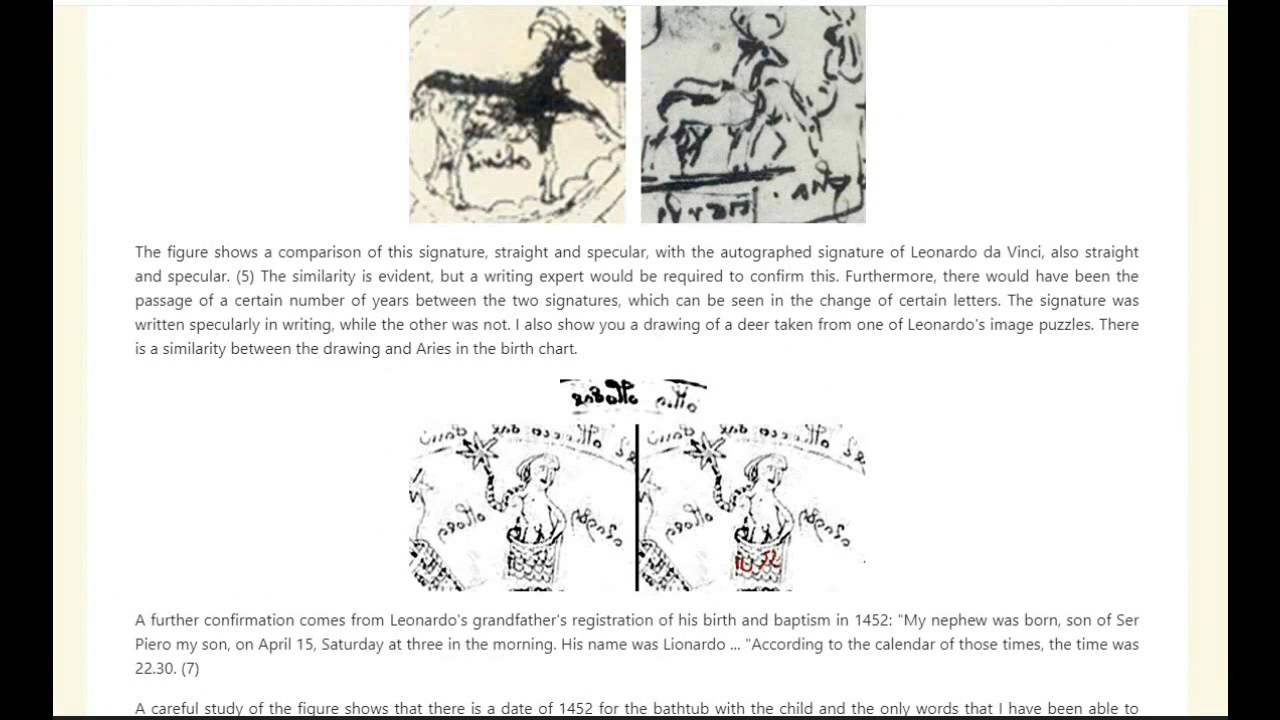 The figure shows a comparison of this signature, straight and specular, with the autographed signature of Leonardo da Vinci, also straight
and specular. (5) The similarity is evident, but a writing expert would be required to confirm this. Furthermore, there would have been the
passage of a certain number of years between the two signatures, which can be seen in the change of certain letters. The signature was
written specularly in writing, while the other was not. I also show you a drawing of a deer taken from one of Leonardo's image puzzles. There
is a similarity between the drawing and Aries in the birth chart.
A further confirmation comes from Leonardo's grandfather's registration of his birth and baptism in 1452: "My nephew was born, son of Ser
Piero my son, on April 15, Saturday at three in the morning. His name was Lionardo ... "According to the calendar of those times, the time was
22.30. (7)
A careful study of the figure shows that there is a date of 1452 for the bathtub with the child and the only words that I have been able to